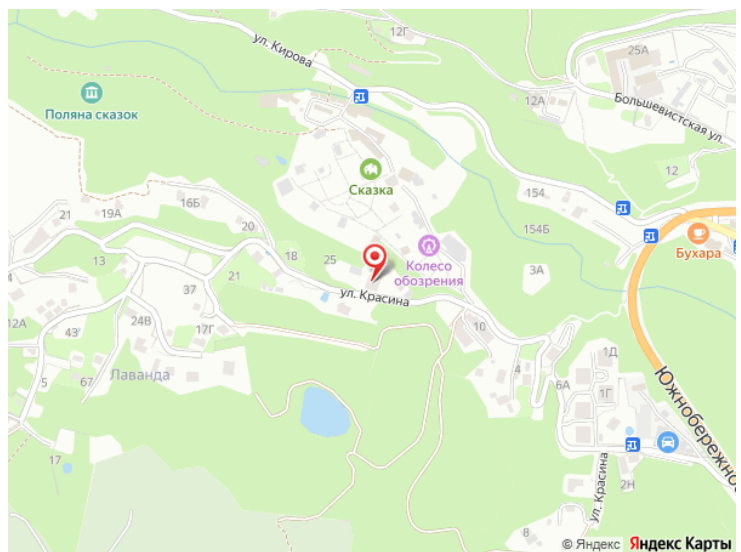 12Г
25А
ул. Кирова
12А
Большевистская ул.
Поляна сказок
Сказка
12
16Б
154
19А
21
20
154Б
Бухара
13
18
25
Колесо
обозрения
3А
21
37
ул. Красина
12А
43
24В
17Г
10
1Д
Лаванда
4
6А
1Г
5
67
Южнобережно
17
ул. Красина
2Н
8
© Яндекс Яндекс Карты